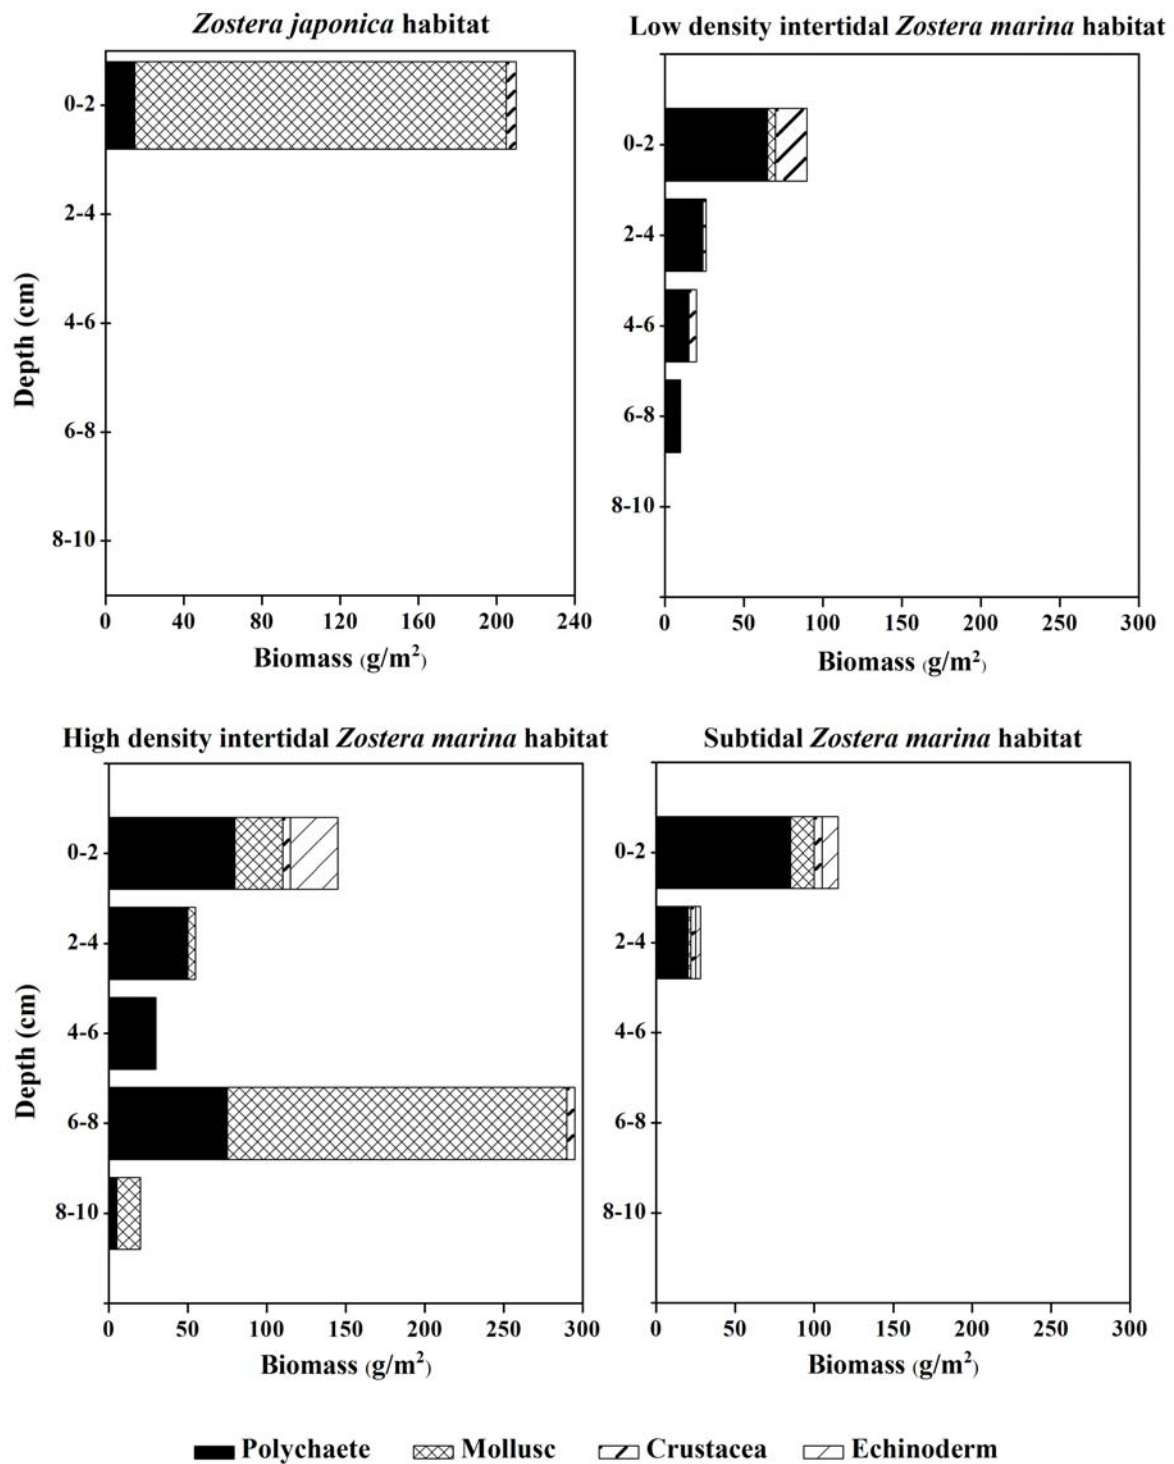 Zostera japonica habitat
0-2
2-4
4-6
6-8
8-10
Depth (cm)
0 40 80 120 160 200 240
Biomass (g/m²)
Low density intertidal Zostera marina habitat
0-2
2-4
4-6
6-8
8-10
0 50 100 150 200 250 300
Biomass (g/m²)
High density intertidal Zostera marina habitat
0-2
2-4
4-6
6-8
8-10
Depth (cm)
0 50 100 150 200 250 300
Biomass (g/m²)
Subtidal Zostera marina habitat
0-2
2-4
4-6
6-8
8-10
0 50 100 150 200 250 300
Biomass (g/m²)
Polychaete Mollusc Crustacea Echinoderm